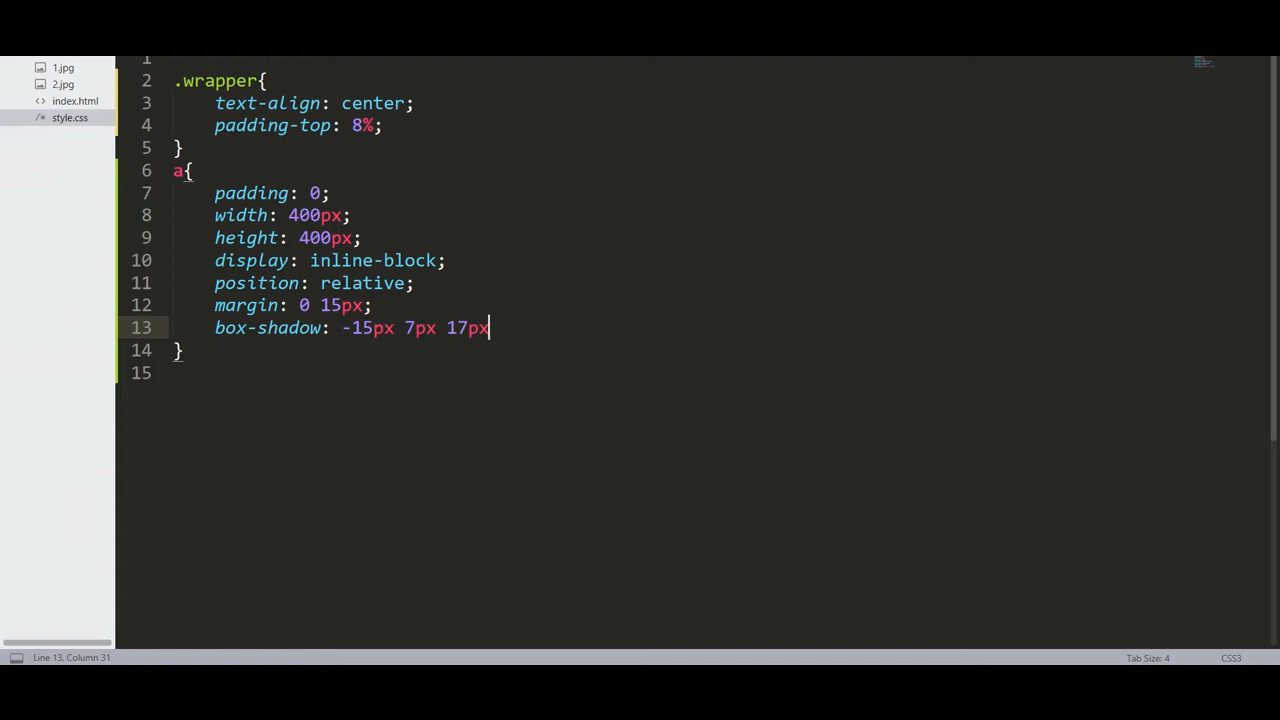 1.jpg
2.jpg
<> index.html
/* style.css
1
2 .wrapper{
3 text-align: center;
4 padding-top: 8%;
5 }
6 a{
7 padding: 0;
8 width: 400px;
9 height: 400px;
10 display: inline-block;
11 position: relative;
12 margin: 0 15px;
13 box-shadow: -15px 7px 17px
14 }
15
Line 13, Column 31
Tab Size: 4
CSS3